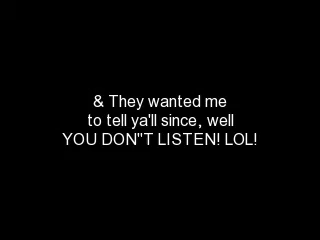 & They wanted me
to tell ya'll since, well
YOU DON"T LISTEN! LOL!